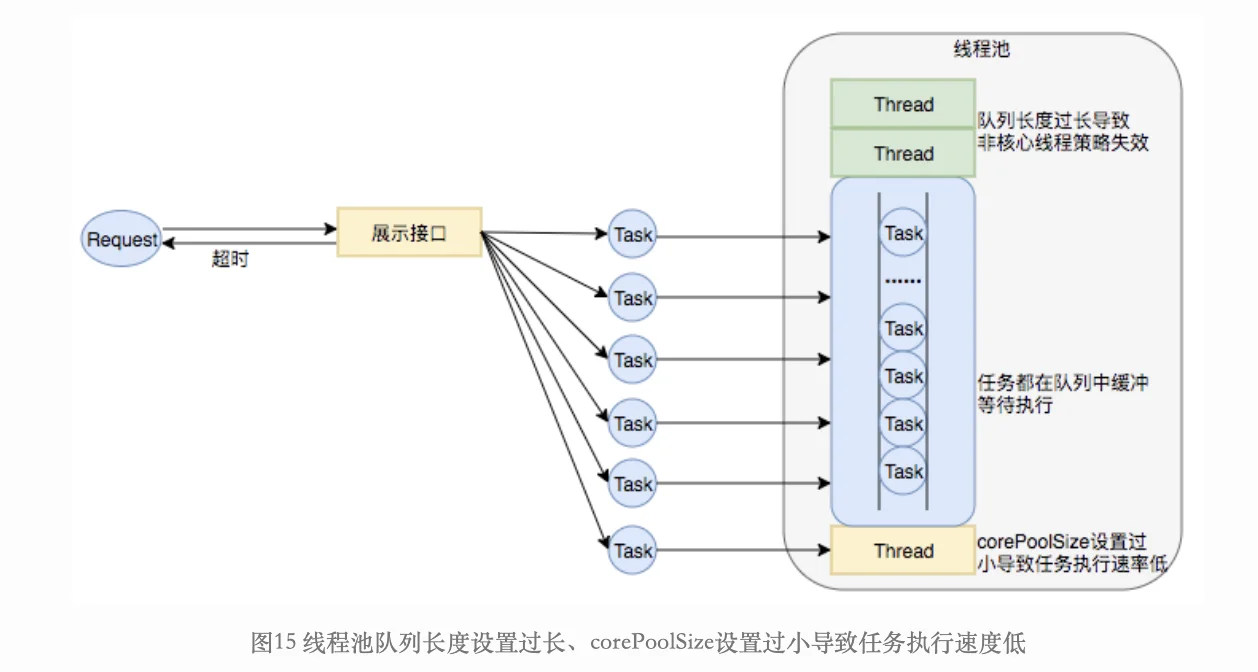 线程池
Thread
队列长度过长导致
非核心线程策略失效
Thread
Request
超时
展示接口
Task
Task
Task
Task
Task
Task
Task
......
Task
Task
Task
Task
任务都在队列中缓冲
等待执行
Thread
corePoolSize设置过
小导致任务执行速率低
图15 线程池队列长度设置过长、corePoolSize设置过小导致任务执行速度低